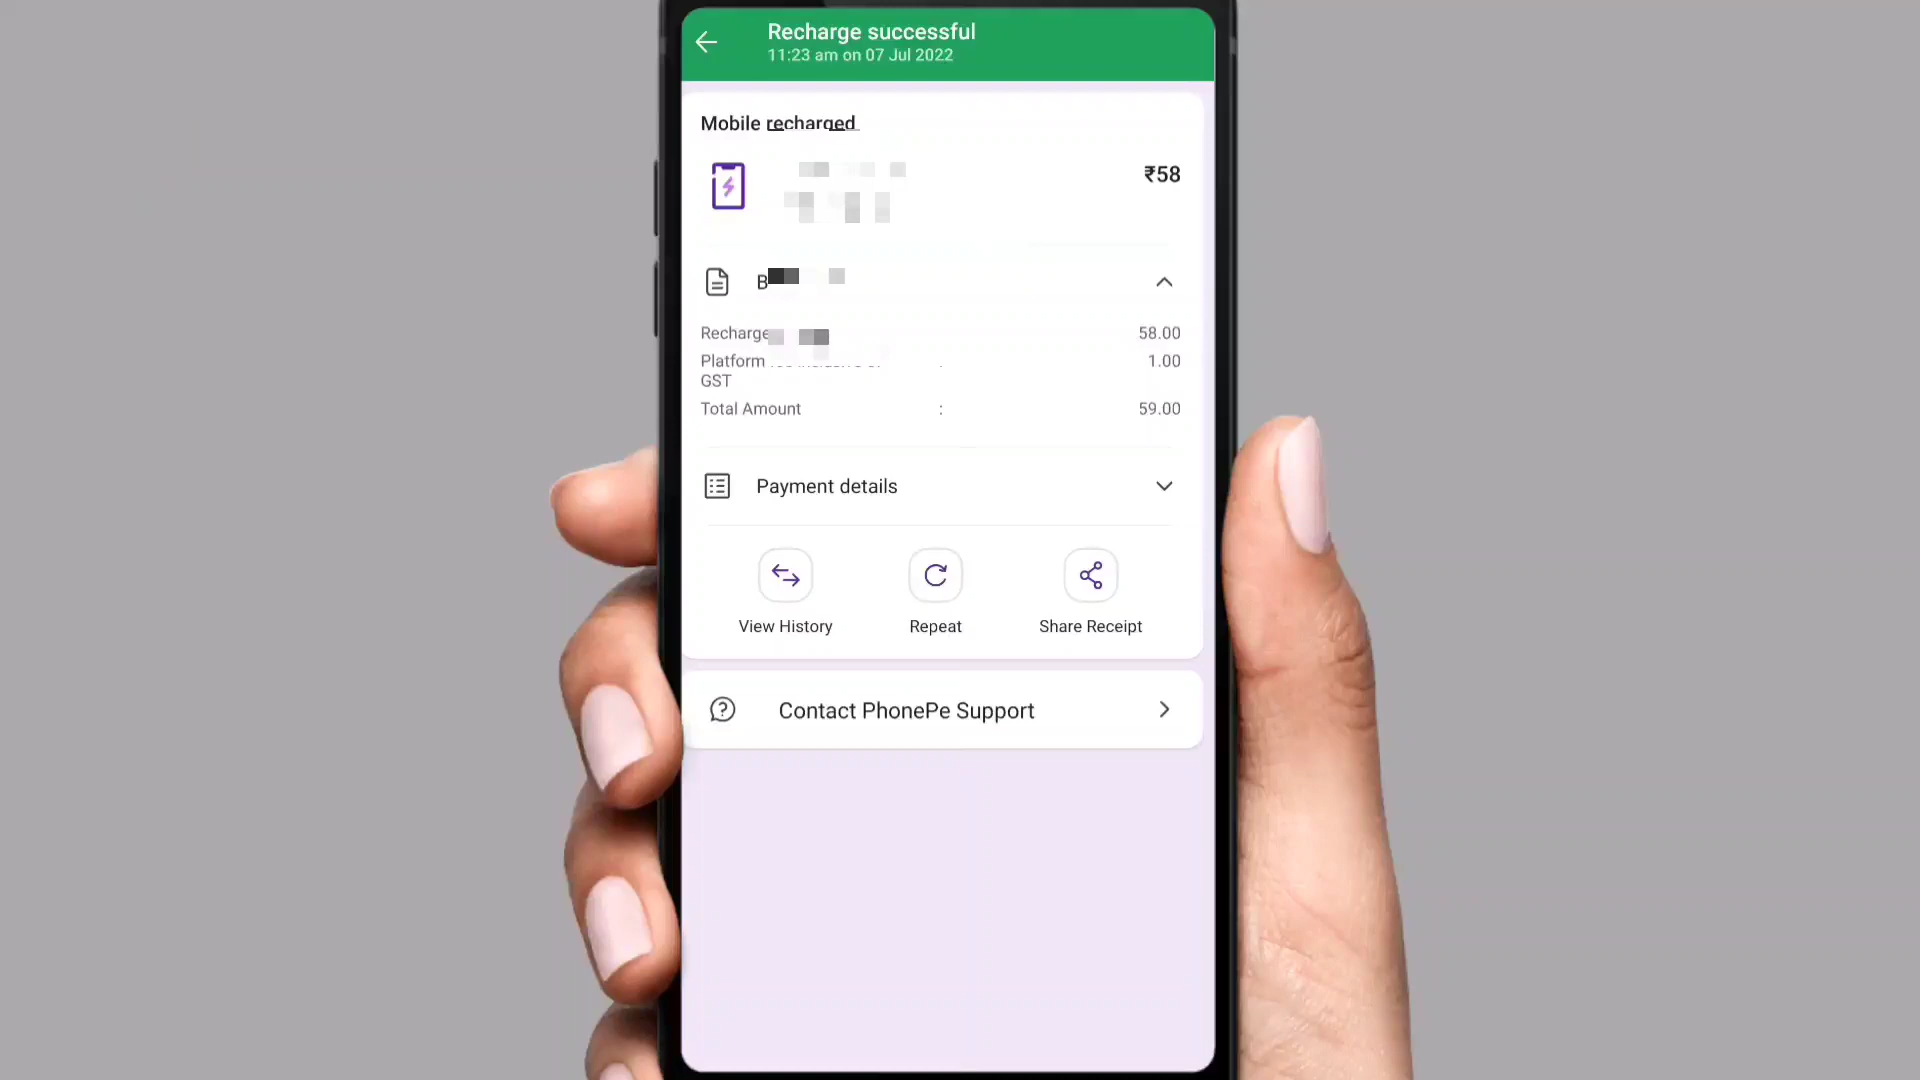 Recharge successful
11:23 am on 07 Jul 2022
Mobile recharged
₹58
Recharge 58.00
Platform 1.00
GST
Total Amount : 59.00
Payment details
View History Repeat Share Receipt
Contact PhonePe Support